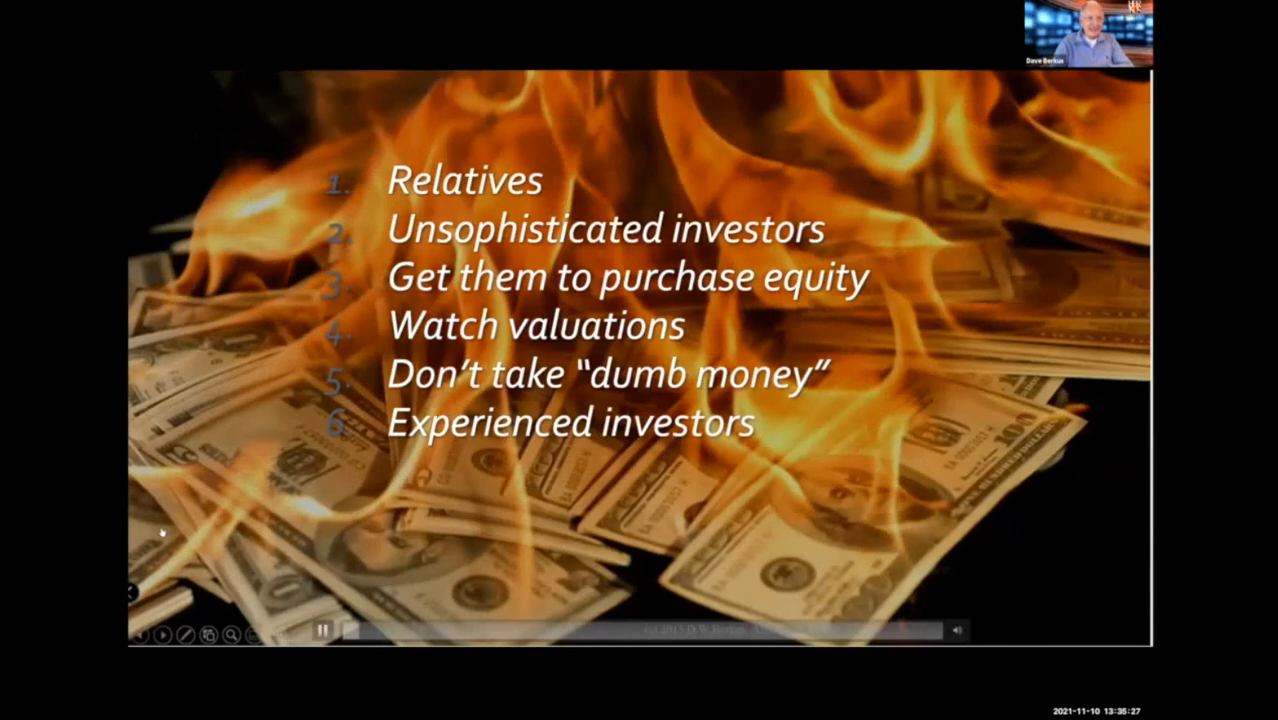 Dave Berkus
1. Relatives
2. Unsophisticated investors
3. Get them to purchase equity
4. Watch valuations
5. Don’t take “dumb money”
6. Experienced investors
2021-11-10 13:35:27